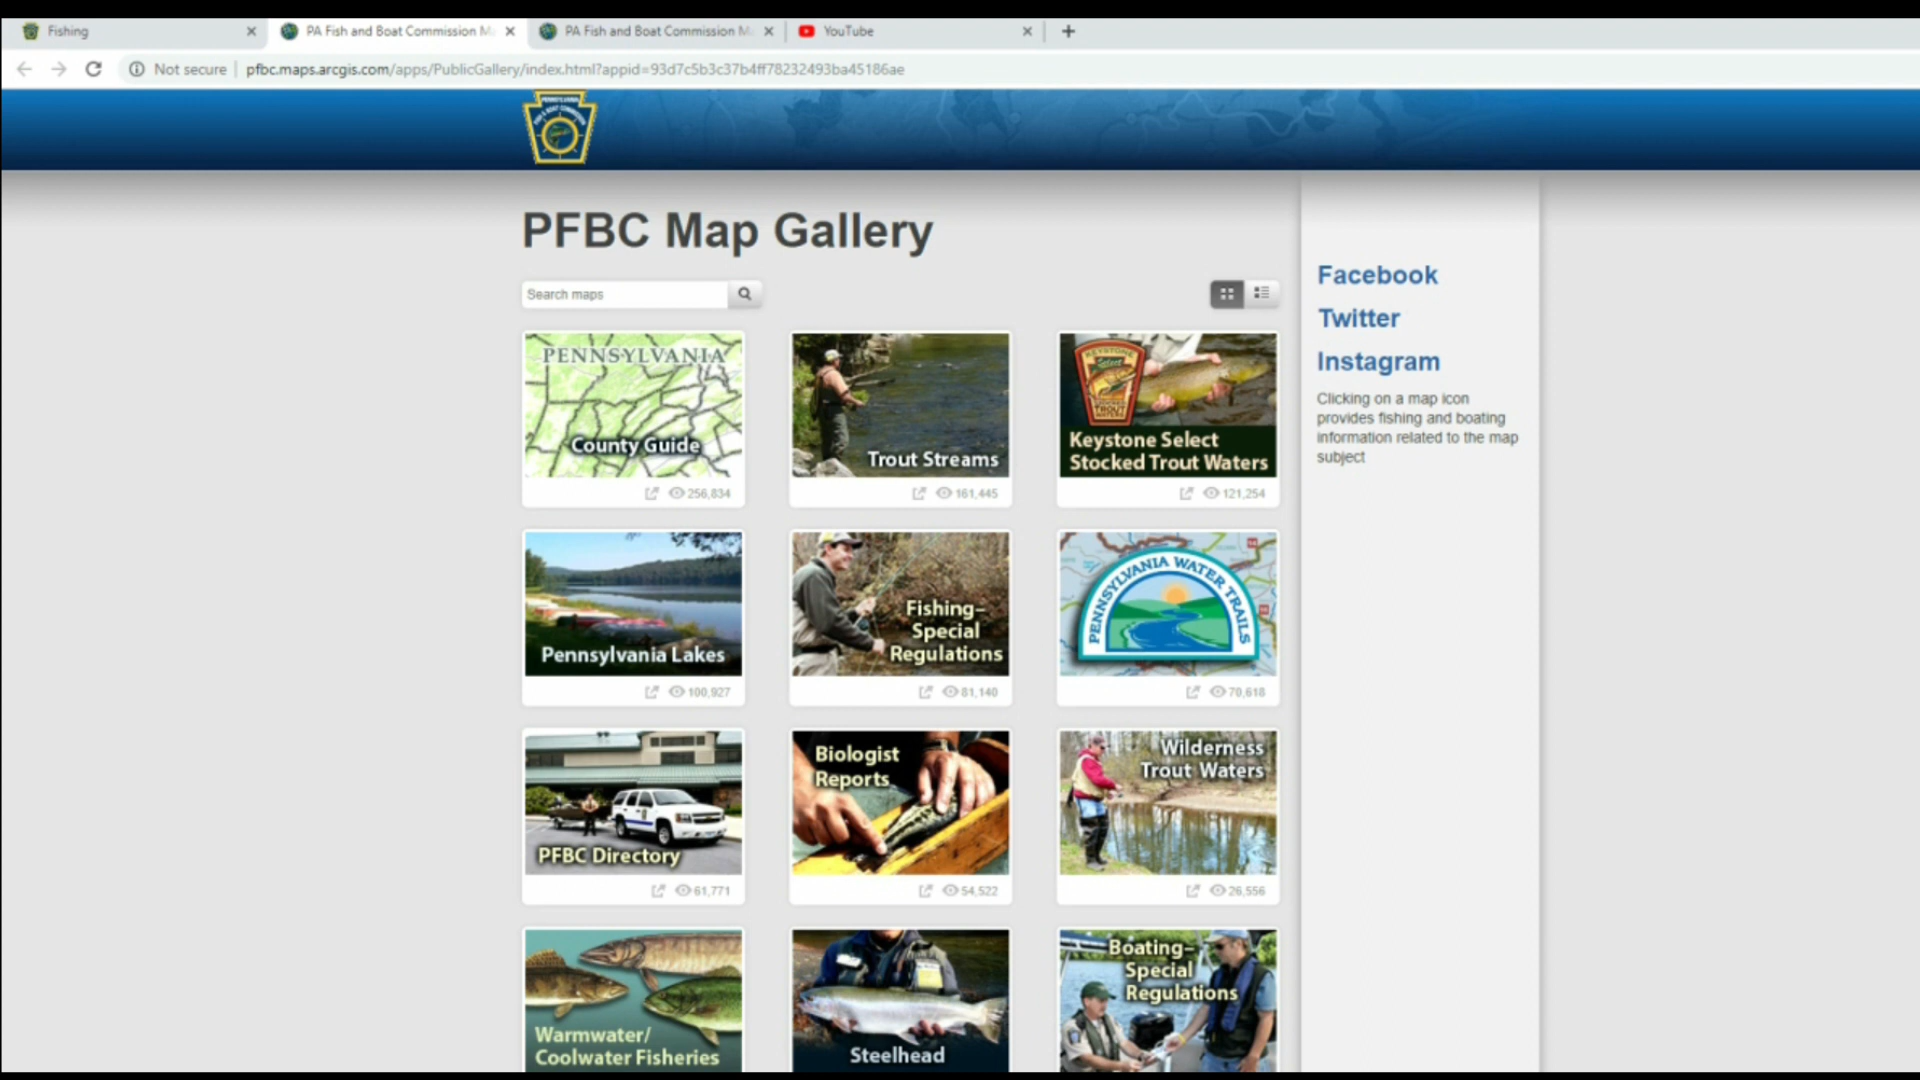 Fishing
PA Fish and Boat Commission M
PA Fish and Boat Commission M
YouTube
Not secure
pfbc.maps.arcgis.com/apps/PublicGallery/index.html?appid=93d7c5b3c37b4ff78232493ba45186ae
PFBC Map Gallery
Search maps
Facebook
Twitter
Instagram
Clicking on a map icon
provides fishing and boating
information related to the map
subject
PENNSYLVANIA
County Guide
256,834
Trout Streams
161,445
KEYSTONE
Select
TROUT
WATERS
Keystone Select
Stocked Trout Waters
121,254
Pennsylvania Lakes
100,927
Fishing–
Special
Regulations
81,140
PENNSYLVANIA WATER TRAILS
70,618
PFBC Directory
61,771
Biologist
Reports
54,522
Wilderness
Trout Waters
26,556
Warmwater/
Coolwater Fisheries
Steelhead
Boating–
Special
Regulations